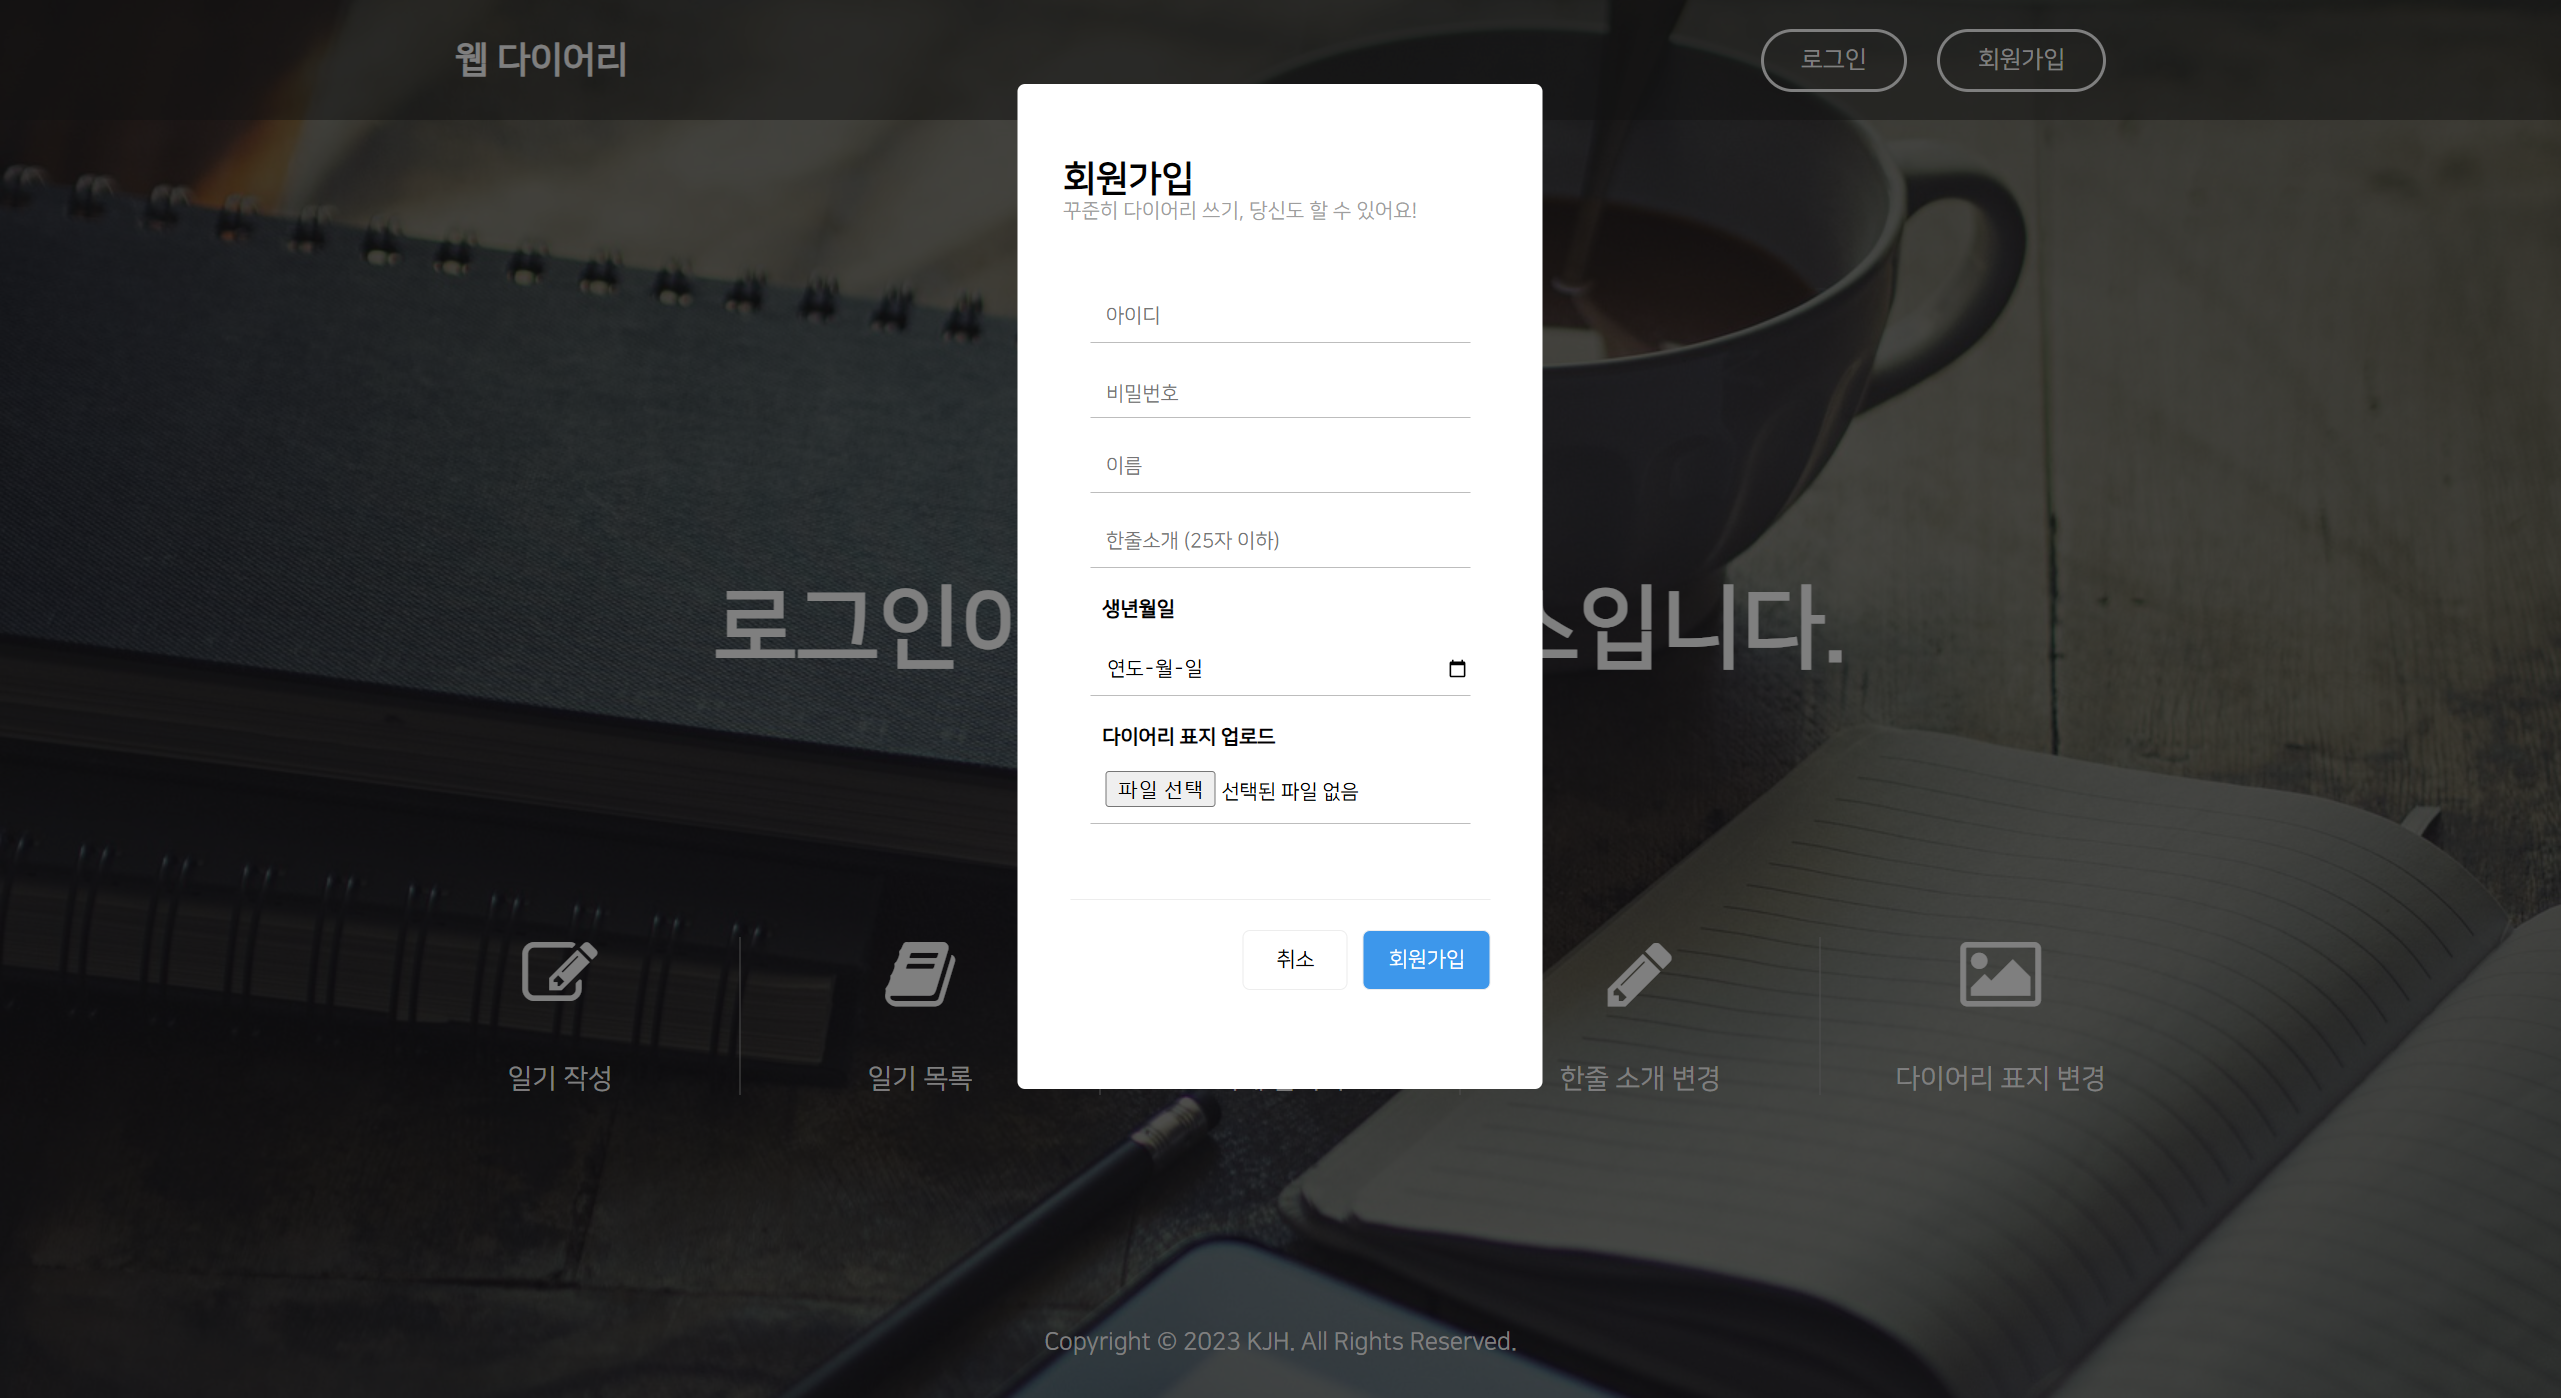 웹 다이어리
로그인
회원가입
회원가입
꾸준히 다이어리 쓰기, 당신도 할 수 있어요!
아이디
비밀번호
이름
한줄소개 (25자 이하)
생년월일
연도-월-일
다이어리 표지 업로드
파일 선택 선택된 파일 없음
취소
회원가입
로그인 입니다.
일기 작성
일기 목록
한줄 소개 변경
다이어리 표지 변경
Copyright © 2023 KJH. All Rights Reserved.